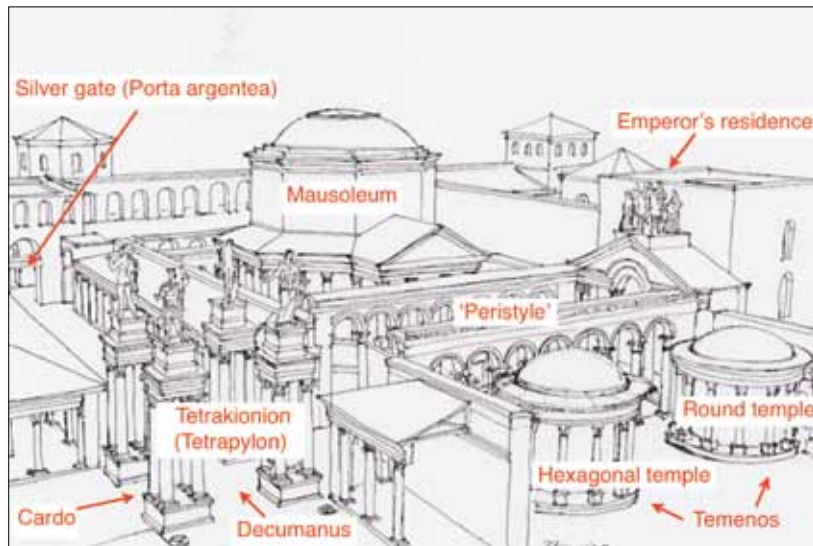 Silver gate (Porta argentea)
Emperor's residence
Mausoleum
'Peristyle'
Tetrakionion
(Tetrapylon)
Round temple
Hexagonal temple
Cardo
Decumanus
Temenos